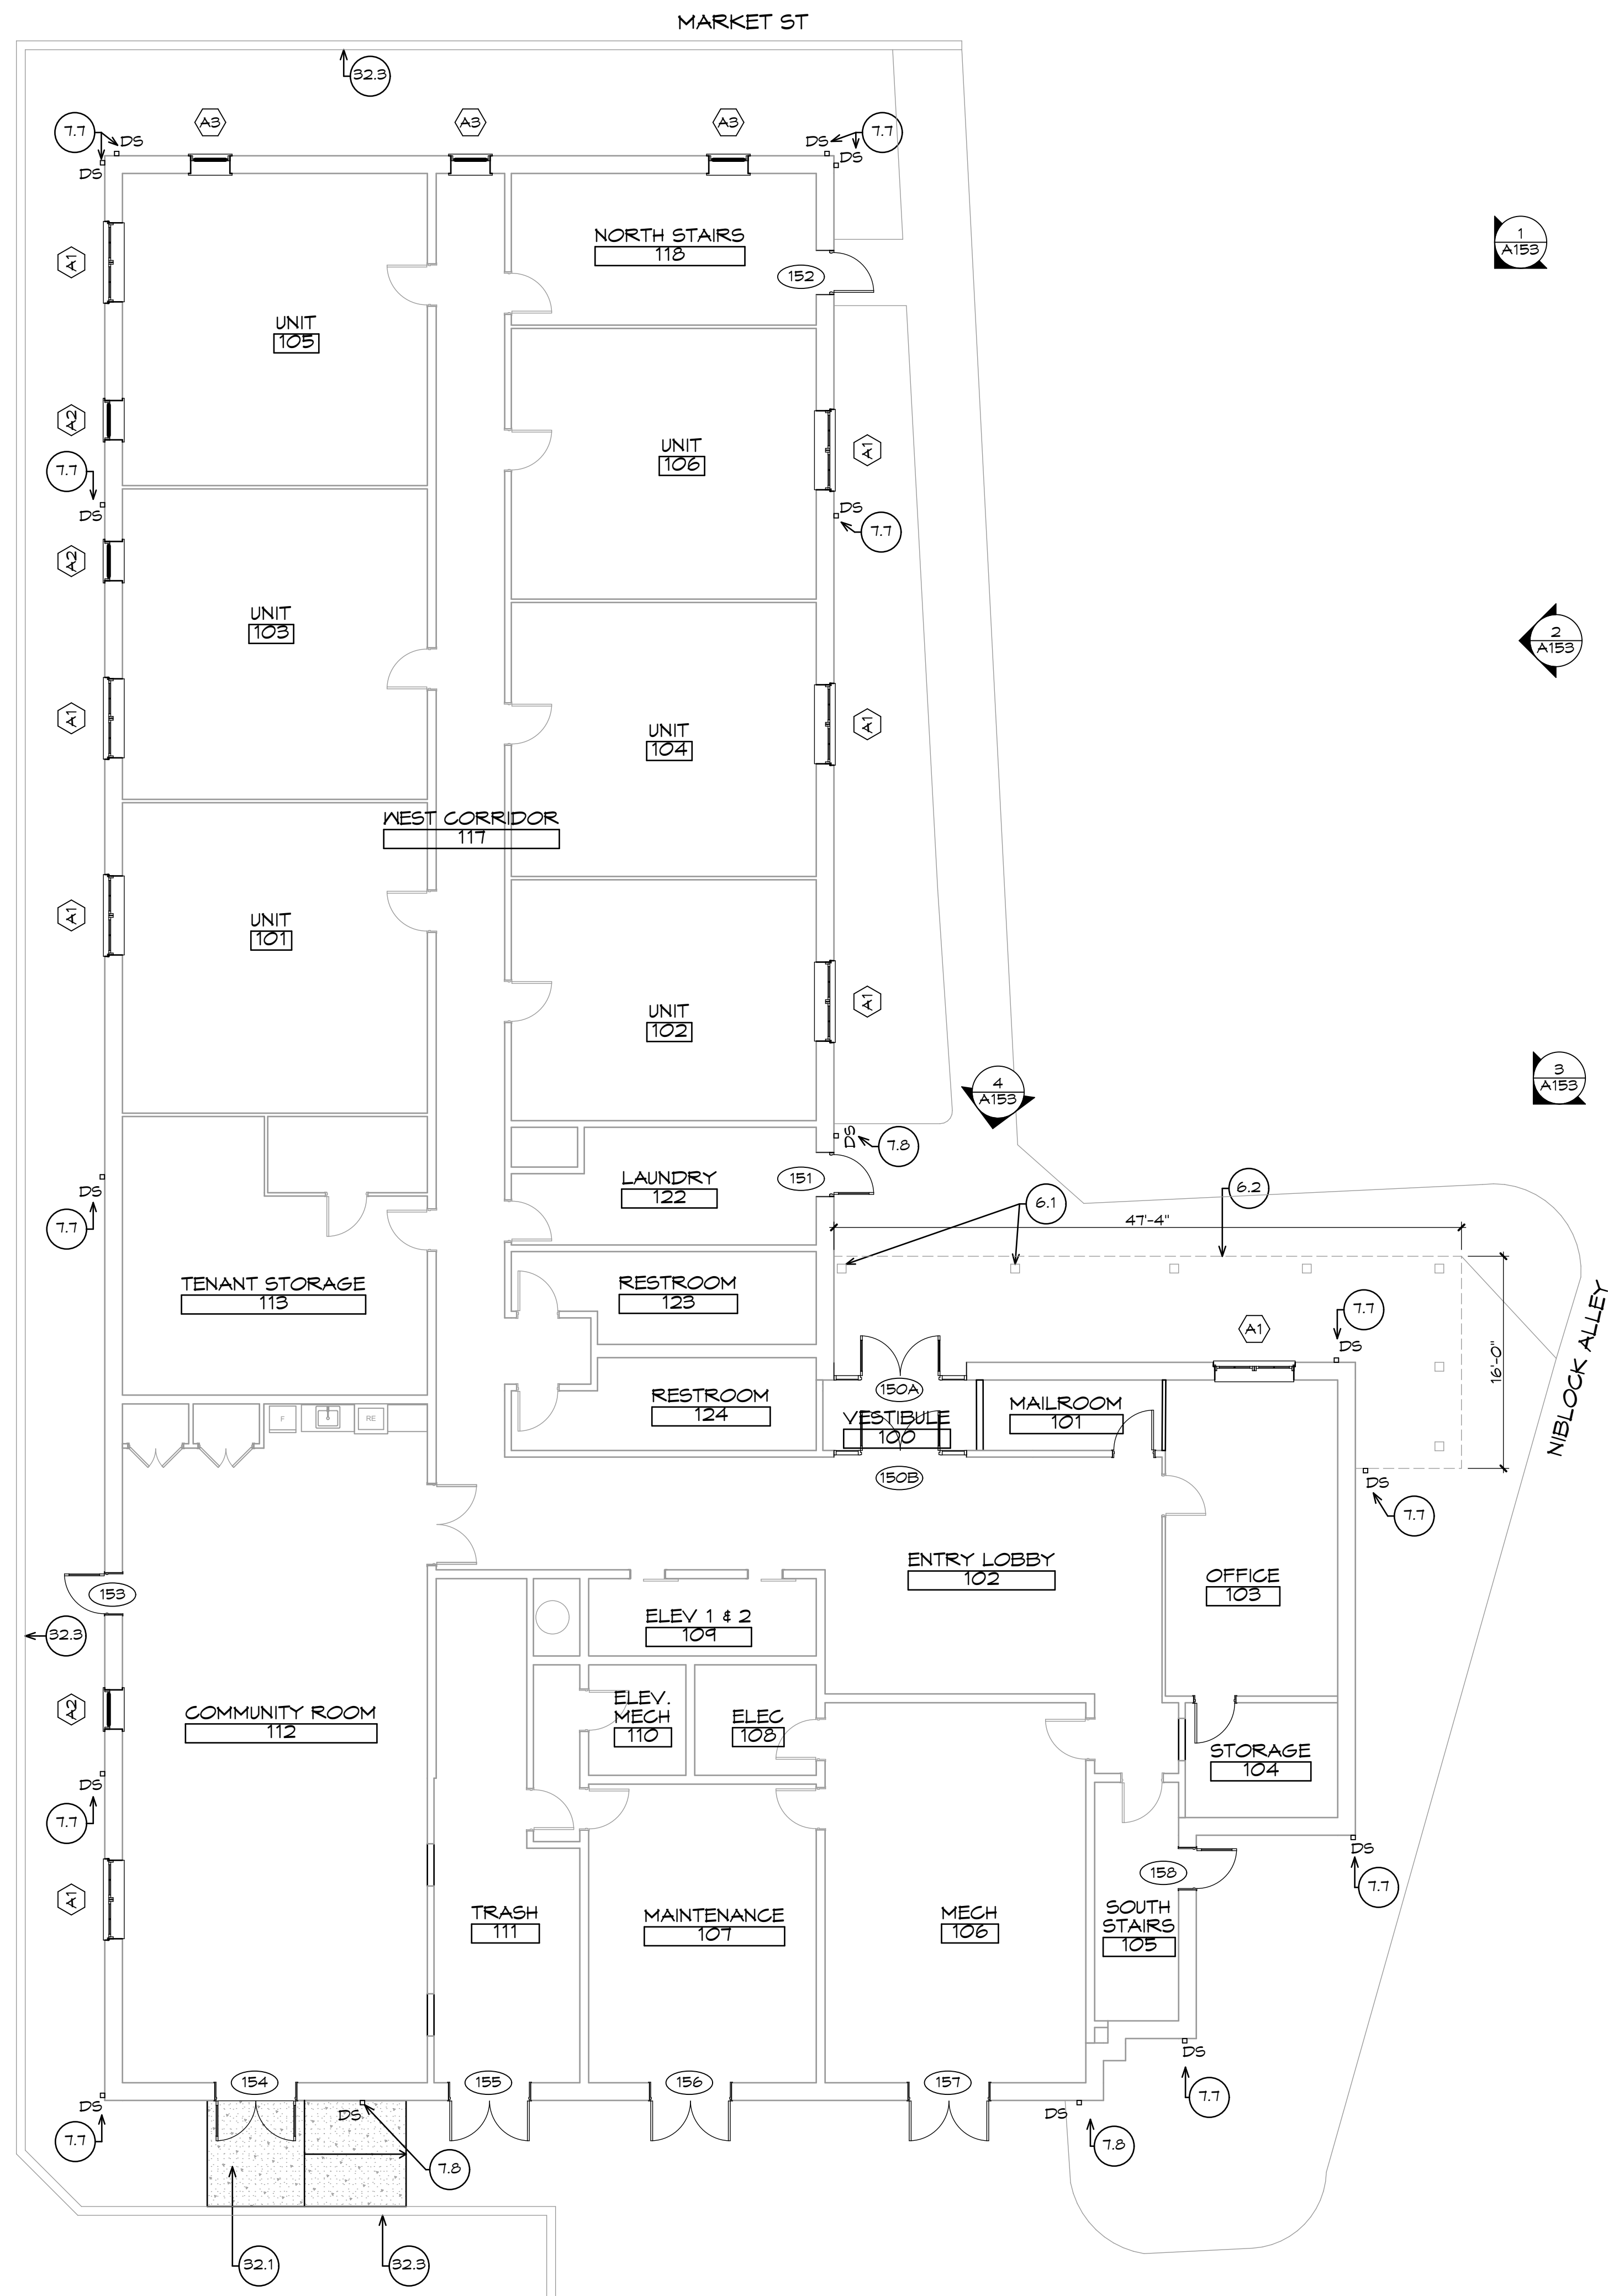 MARKET ST
32.3
A3
A3
A3
7.7
DS
DS
7.7
DS
DS
NORTH STAIRS
118
152
1
A153
A1
UNIT
105
A2
7.7
DS
UNIT
106
A1
DS
7.7
A2
UNIT
103
2
A153
A1
UNIT
104
A1
WEST CORRIDOR
117
A1
UNIT
101
UNIT
102
A1
4
A153
3
A153
DS
7.8
LAUNDRY
122
151
6.1
6.2
47'-4"
DS
7.7
TENANT STORAGE
113
RESTROOM
123
A1
7.7
DS
16'-0"
NIBLOCK ALLEY
RESTROOM
124
150A
VESTIBULE
100
MAILROOM
101
F
RE
150B
DS
7.7
153
32.3
ENTRY LOBBY
102
OFFICE
103
ELEV 1 & 2
109
A2
COMMUNITY ROOM
112
ELEV.
MECH
110
ELEC
108
STORAGE
104
DS
7.7
DS
7.7
A1
158
TRASH
111
MAINTENANCE
107
MECH
106
SOUTH
STAIRS
105
DS
7.7
154
155
156
157
DS
7.7
DS
7.8
DS
7.8
32.1
32.3